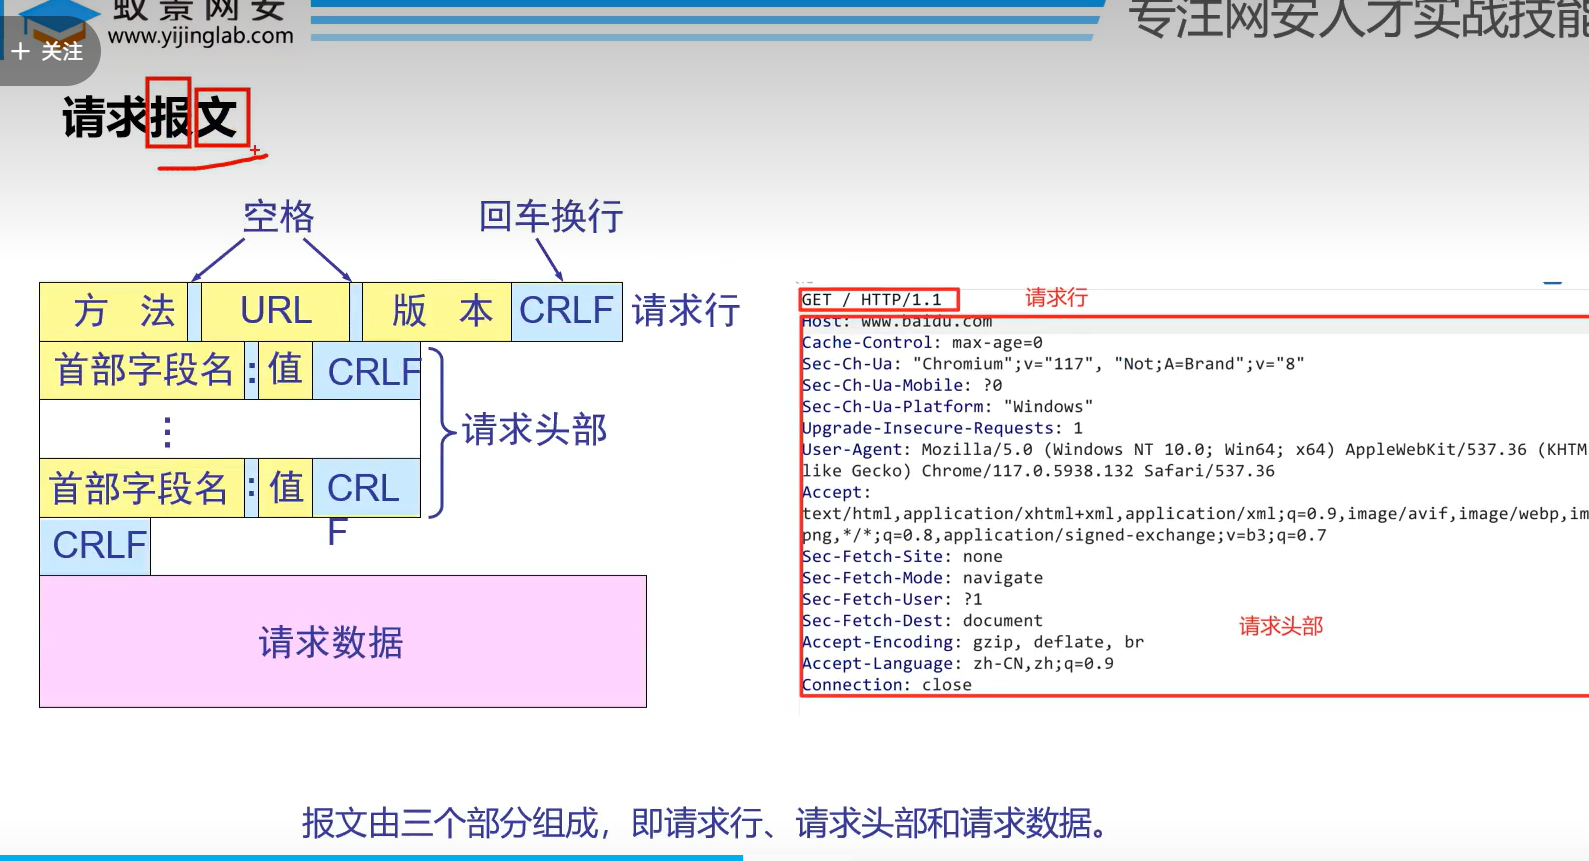 蚁景网安
www.yijinglab.com
专注网安人才实战技能
+ 关注
请求报文
空格
回车换行
方 法 URL 版 本 CRLF 请求行
首部字段名 : 值 CRLF
⋮
请求头部
首部字段名 : 值 CRL
F
CRLF
请求数据
GET / HTTP/1.1 请求行
Host: www.baidu.com
Cache-Control: max-age=0
Sec-Ch-Ua: "Chromium";v="117", "Not;A=Brand";v="8"
Sec-Ch-Ua-Mobile: ?0
Sec-Ch-Ua-Platform: "Windows"
Upgrade-Insecure-Requests: 1
User-Agent: Mozilla/5.0 (Windows NT 10.0; Win64; x64) AppleWebKit/537.36 (KHTM
like Gecko) Chrome/117.0.5938.132 Safari/537.36
Accept:
text/html,application/xhtml+xml,application/xml;q=0.9,image/avif,image/webp,im
png,*/*;q=0.8,application/signed-exchange;v=b3;q=0.7
Sec-Fetch-Site: none
Sec-Fetch-Mode: navigate
Sec-Fetch-User: ?1
Sec-Fetch-Dest: document
请求头部
Accept-Encoding: gzip, deflate, br
Accept-Language: zh-CN,zh;q=0.9
Connection: close
报文由三个部分组成，即请求行、请求头部和请求数据。